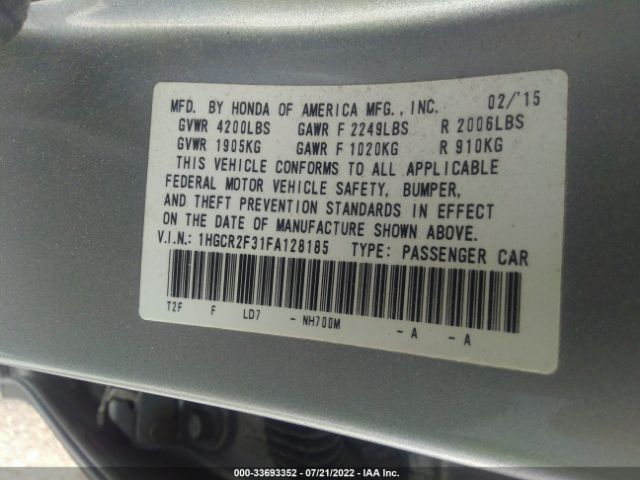 MFD. BY HONDA OF AMERICA MFG., INC. 02/'15
GVWR 4200LBS GAWR F 2249LBS R 2006LBS
GVWR 1905KG GAWR F 1020KG R 910KG
THIS VEHICLE CONFORMS TO ALL APPLICABLE
FEDERAL MOTOR VEHICLE SAFETY, BUMPER,
AND THEFT PREVENTION STANDARDS IN EFFECT
ON THE DATE OF MANUFACTURE SHOWN ABOVE.
V.I.N.: 1HGCR2F31FA128185 TYPE: PASSENGER CAR
T2F F LD7 - NH700M - A - A
000-33693352 - 07/21/2022 - IAA Inc.